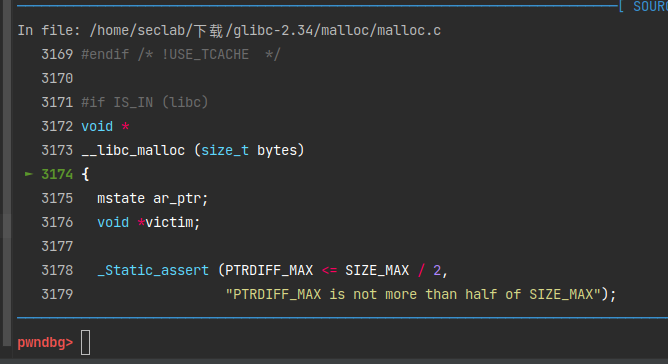 [ SOURC
In file: /home/seclab/下载/glibc-2.34/malloc/malloc.c
3169 #endif /* !USE_TCACHE  */
3170
3171 #if IS_IN (libc)
3172 void *
3173 __libc_malloc (size_t bytes)
► 3174 {
3175   mstate ar_ptr;
3176   void *victim;
3177
3178   _Static_assert (PTRDIFF_MAX <= SIZE_MAX / 2,
3179                   "PTRDIFF_MAX is not more than half of SIZE_MAX");
pwndbg>